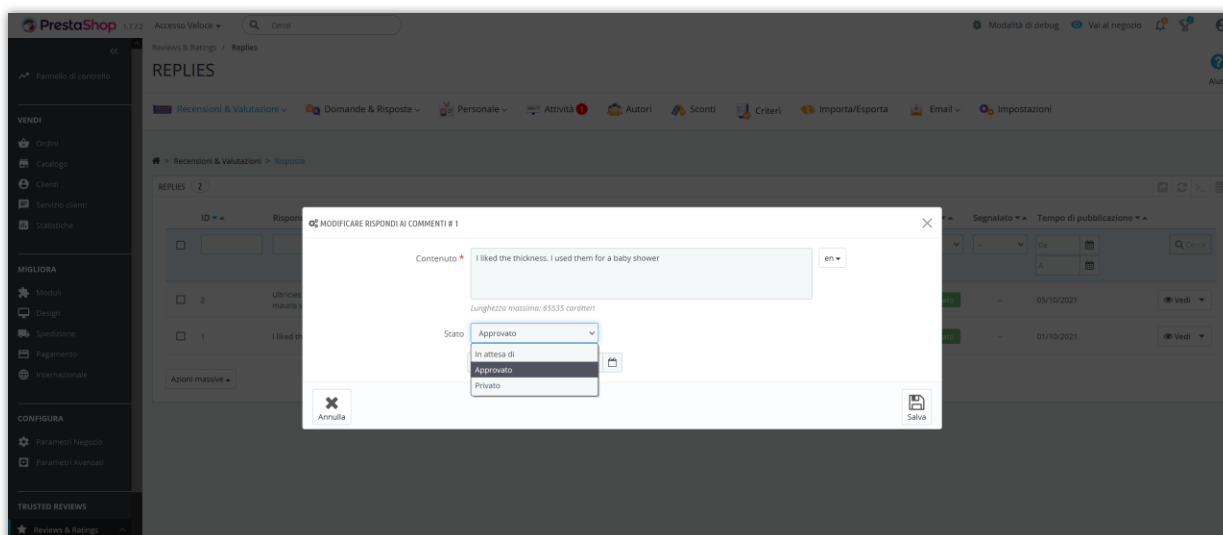 PrestaShop 1.7.7.2 Accesso Veloce Cerca Modalità di debug Vai al negozio
Reviews & Ratings / Replies
REPLIES
Pannello di controllo
Recensioni & Valutazioni Domande & Risposte Personale Attività 1 Autori Sconti Criteri Importa/Esporta Email Impostazioni
VENDI
Ordini
Catalogo
Clienti
Servizio clienti
Statistiche
> Recensioni & Valutazioni > Risposte
REPLIES 2
ID Segnalato Tempo di pubblicazione
- Da Cerca
A
2 – 05/10/2021 Vedi
1 I liked – 01/10/2021 Vedi
Azioni massive
MODIFICARE RISPONDI AI COMMENTI # 1
Contenuto * I liked the thickness. I used them for a baby shower en
Lunghezza massima: 65535 caratteri
Stato Approvato
In attesa di
Approvato
Privato
Annulla Salva
MIGLIORA
Moduli
Design
Spedizione
Pagamento
Internazionale
CONFIGURA
Parametri Negozio
Parametri Avanzati
TRUSTED REVIEWS
Reviews & Ratings